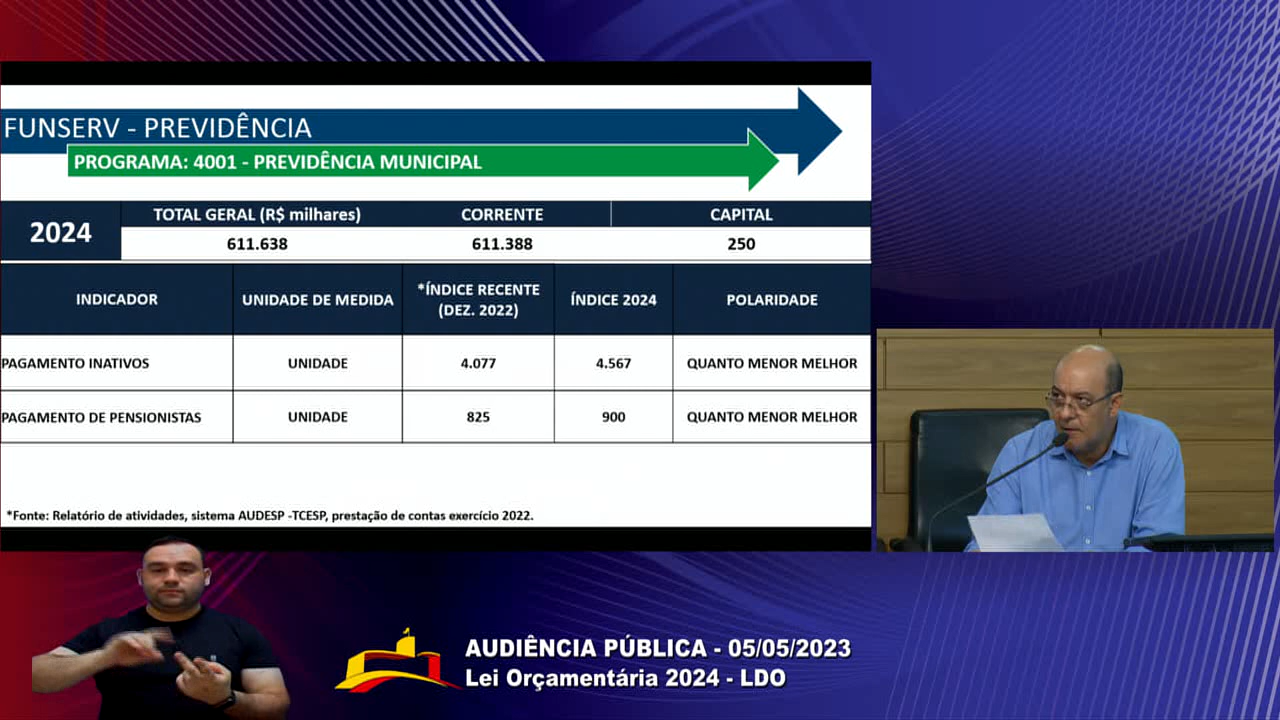 FUNSERV - PREVIDÊNCIA
PROGRAMA: 4001 - PREVIDÊNCIA MUNICIPAL
2024
TOTAL GERAL (R$ milhares) CORRENTE CAPITAL
611.638 611.388 250
INDICADOR UNIDADE DE MEDIDA *ÍNDICE RECENTE (DEZ. 2022) ÍNDICE 2024 POLARIDADE
PAGAMENTO INATIVOS UNIDADE 4.077 4.567 QUANTO MENOR MELHOR
PAGAMENTO DE PENSIONISTAS UNIDADE 825 900 QUANTO MENOR MELHOR
*Fonte: Relatório de atividades, sistema AUDESP -TCESP, prestação de contas exercício 2022.
AUDIÊNCIA PÚBLICA - 05/05/2023
Lei Orçamentária 2024 - LDO